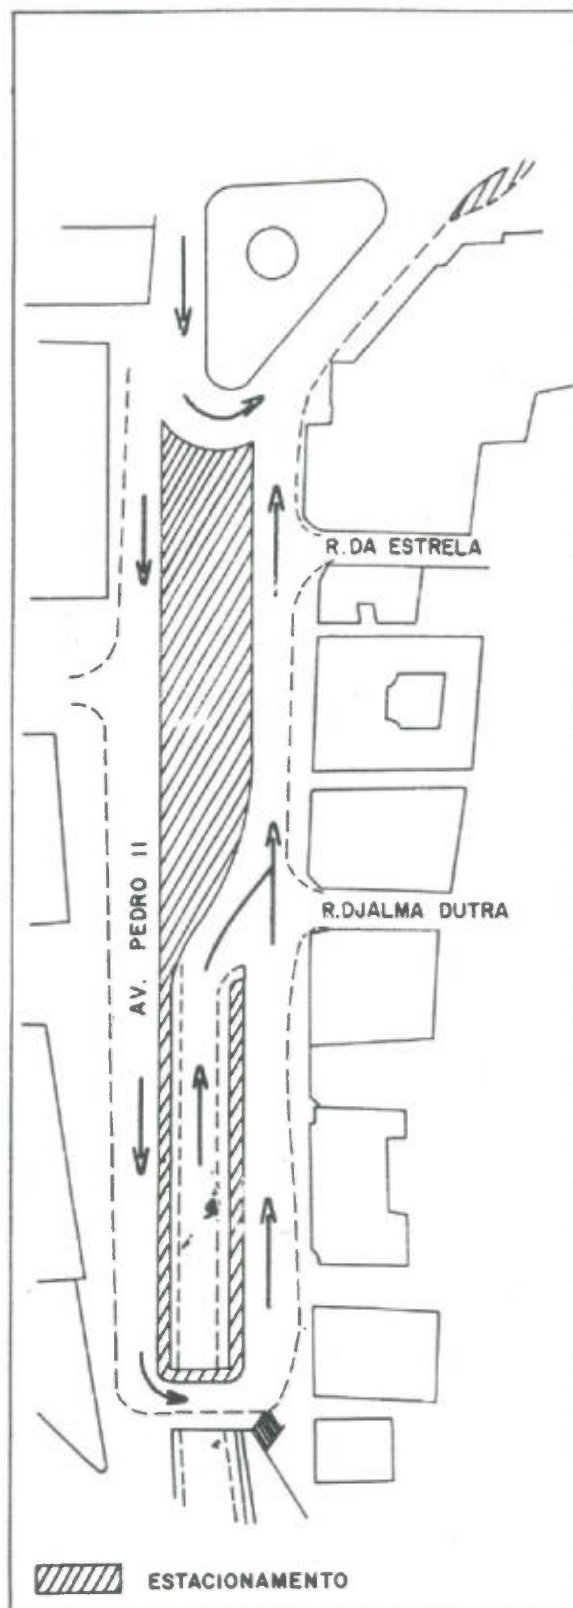 R. DA ESTRELA
AV. PEDRO II
R. DJALMA DUTRA
ESTACIONAMENTO